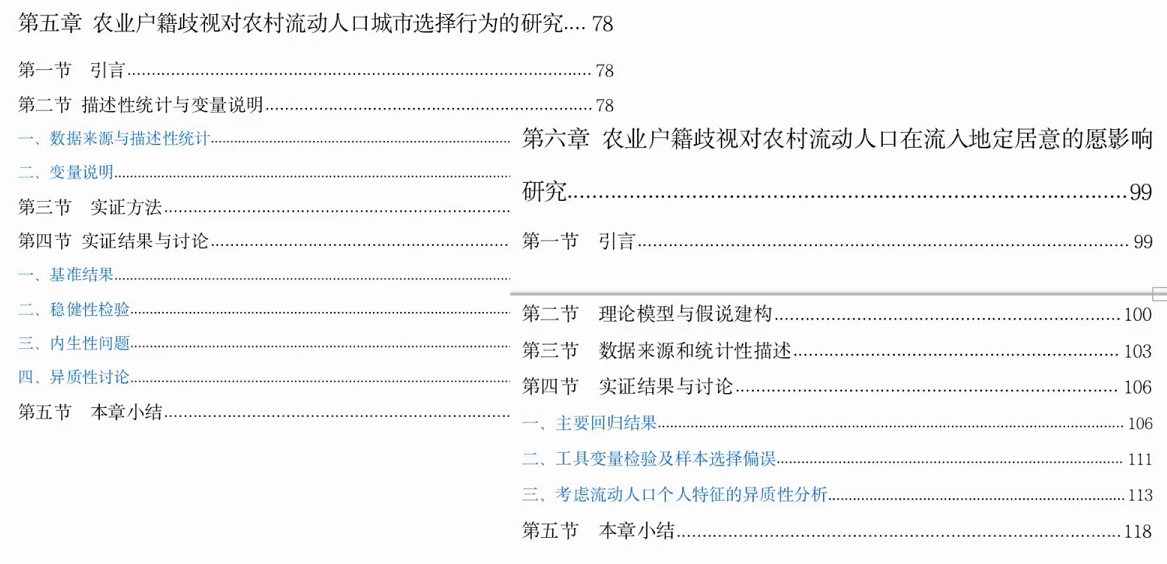 第五章 农业户籍歧视对农村流动人口城市选择行为的研究.... 78
第一节 引言........ 78
第二节 描述性统计与变量说明........ 78
一、数据来源与描述性统计........
二、变量说明........
第三节 实证方法........
第四节 实证结果与讨论........
一、基准结果........
二、稳健性检验........
三、内生性问题........
四、异质性讨论........
第五节 本章小结........
第六章 农业户籍歧视对农村流动人口在流入地定居意的愿影响
研究........ 99
第一节 引言........ 99
第二节 理论模型与假说建构........ 100
第三节 数据来源和统计性描述........ 103
第四节 实证结果与讨论........ 106
一、主要回归结果........ 106
二、工具变量检验及样本选择偏误........ 111
三、考虑流动人口个人特征的异质性分析........ 113
第五节 本章小结........ 118